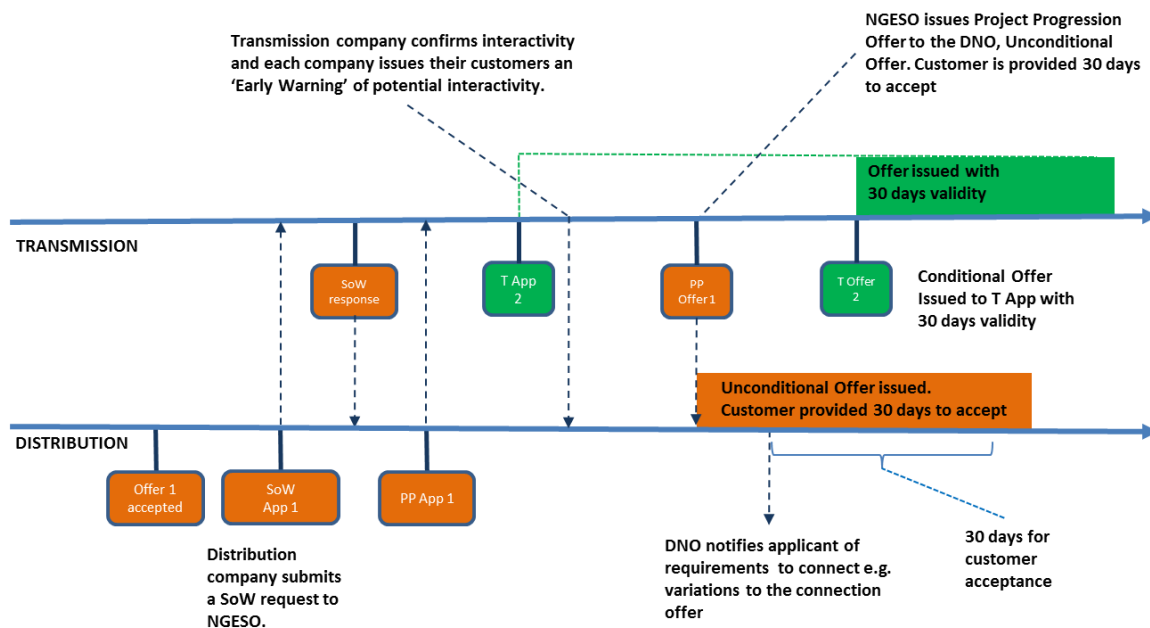 Transmission company confirms interactivity
and each company issues their customers an
‘Early Warning’ of potential interactivity.
NGESO issues Project Progression
Offer to the DNO, Unconditional
Offer. Customer is provided 30 days
to accept
Offer issued with
30 days validity
TRANSMISSION
SoW
response
T App
2
PP
Offer 1
T Offer
2
Conditional Offer
Issued to T App with
30 days validity
Unconditional Offer issued.
Customer provided 30 days to accept
DISTRIBUTION
Offer 1
accepted
SoW
App 1
PP App 1
Distribution
company submits
a SoW request to
NGESO.
DNO notifies applicant of
requirements to connect e.g.
variations to the connection
offer
30 days for
customer
acceptance